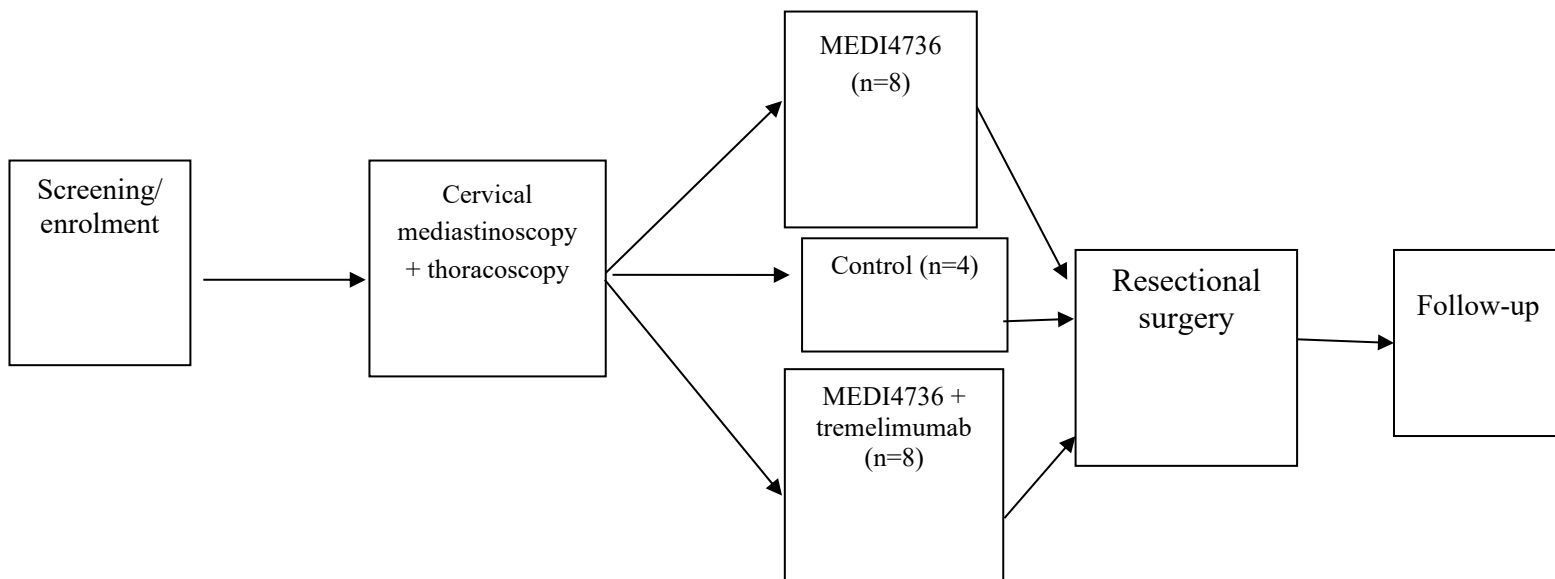 Screening/
enrolment
Cervical
mediastinoscopy
+ thoracoscopy
MEDI4736
(n=8)
Control (n=4)
MEDI4736 +
tremelimumab
(n=8)
Resectional
surgery
Follow-up